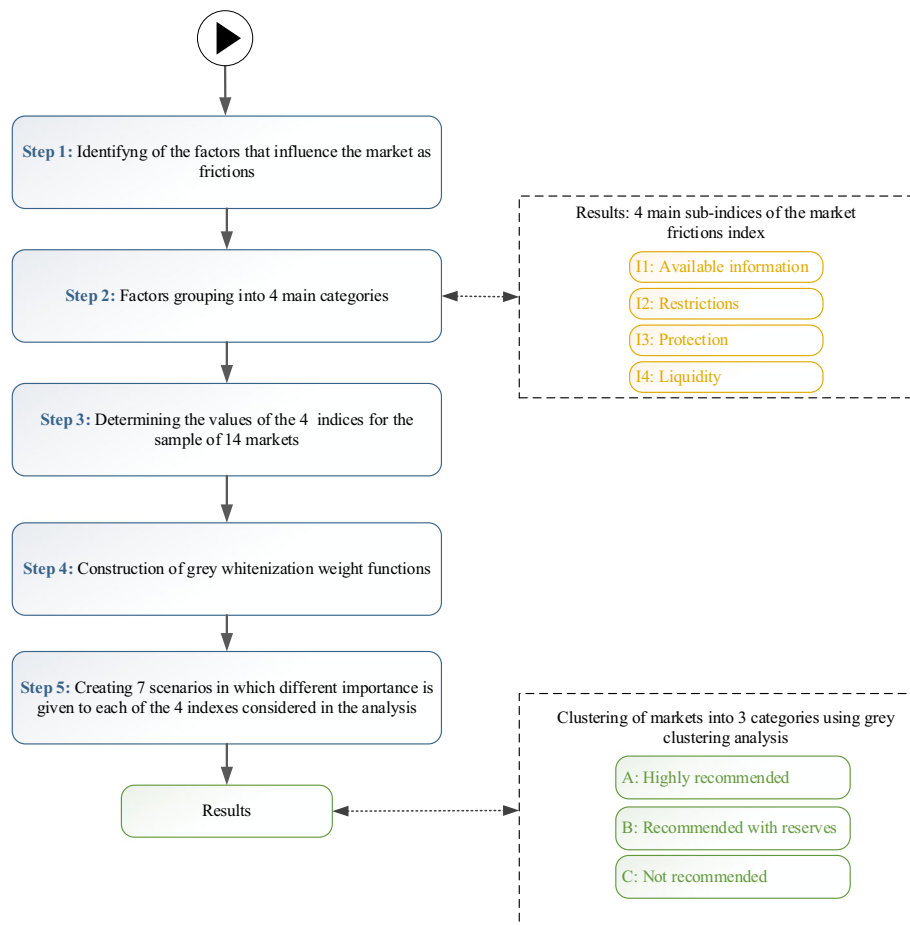 Step 1: Identifyng of the factors that influence the market as
frictions
Step 2: Factors grouping into 4 main categories
Results: 4 main sub-indices of the market
frictions index
I1: Available information
I2: Restrictions
I3: Protection
I4: Liquidity
Step 3: Determining the values of the 4 indices for the
sample of 14 markets
Step 4: Construction of grey whitenization weight functions
Step 5: Creating 7 scenarios in which different importance is
given to each of the 4 indexes considered in the analysis
Results
Clustering of markets into 3 categories using grey
clustering analysis
A: Highly recommended
B: Recommended with reserves
C: Not recommended